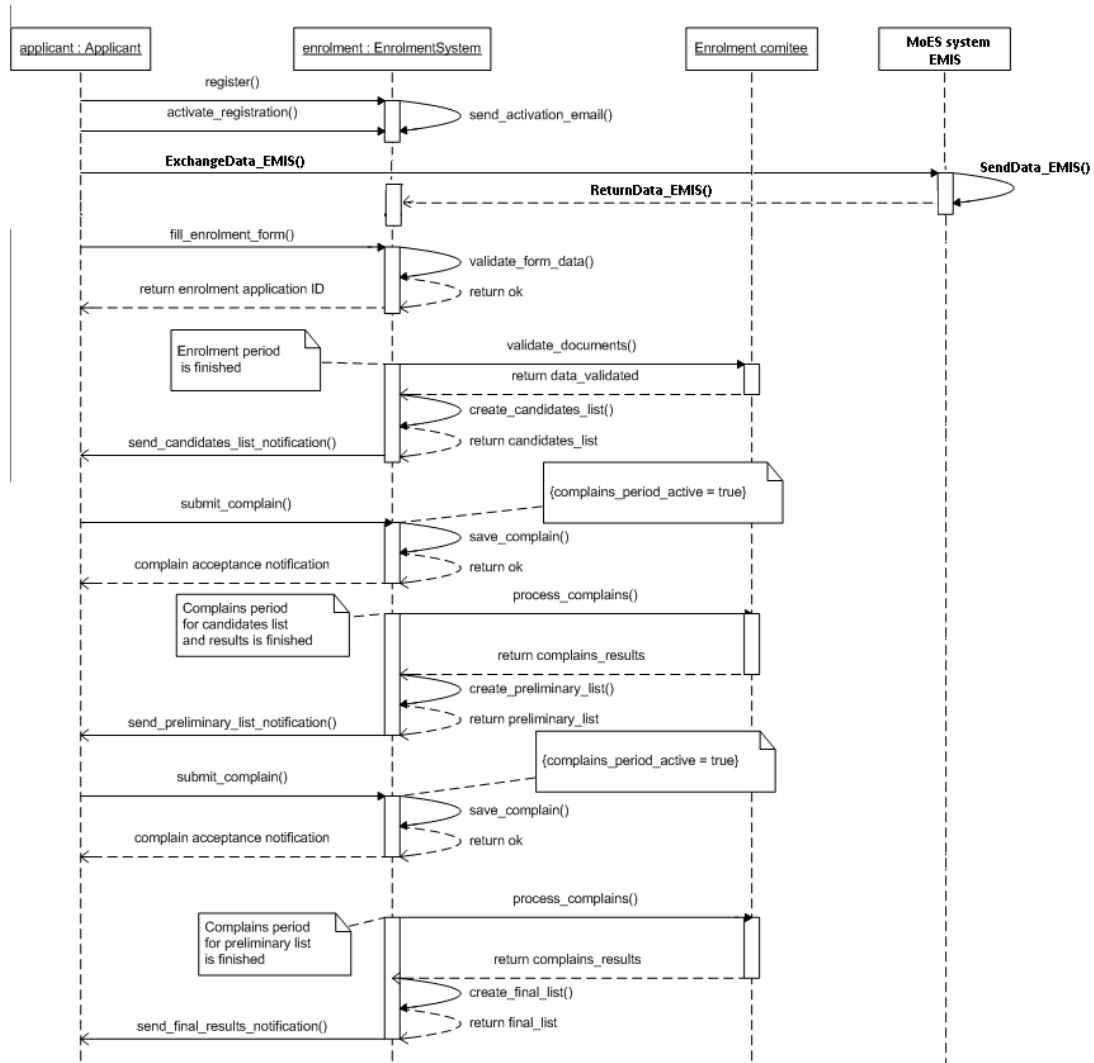 applicant : Applicant
enrolment : EnrolmentSystem
Enrolment comitee
MoES system
EMIS
register()
activate_registration()
send_activation_email()
ExchangeData_EMIS()
SendData_EMIS()
ReturnData_EMIS()
fill_enrolment_form()
validate_form_data()
return enrolment application ID
return ok
Enrolment period
is finished
validate_documents()
return data_validated
create_candidates_list()
send_candidates_list_notification()
return candidates_list
{complains_period_active = true}
submit_complain()
save_complain()
complain acceptance notification
return ok
process_complains()
Complains period
for candidates list
and results is finished
return complains_results
create_preliminary_list()
send_preliminary_list_notification()
return preliminary_list
{complains_period_active = true}
submit_complain()
save_complain()
complain acceptance notification
return ok
process_complains()
Complains period
for preliminary list
is finished
return complains_results
create_final_list()
send_final_results_notification()
return final_list